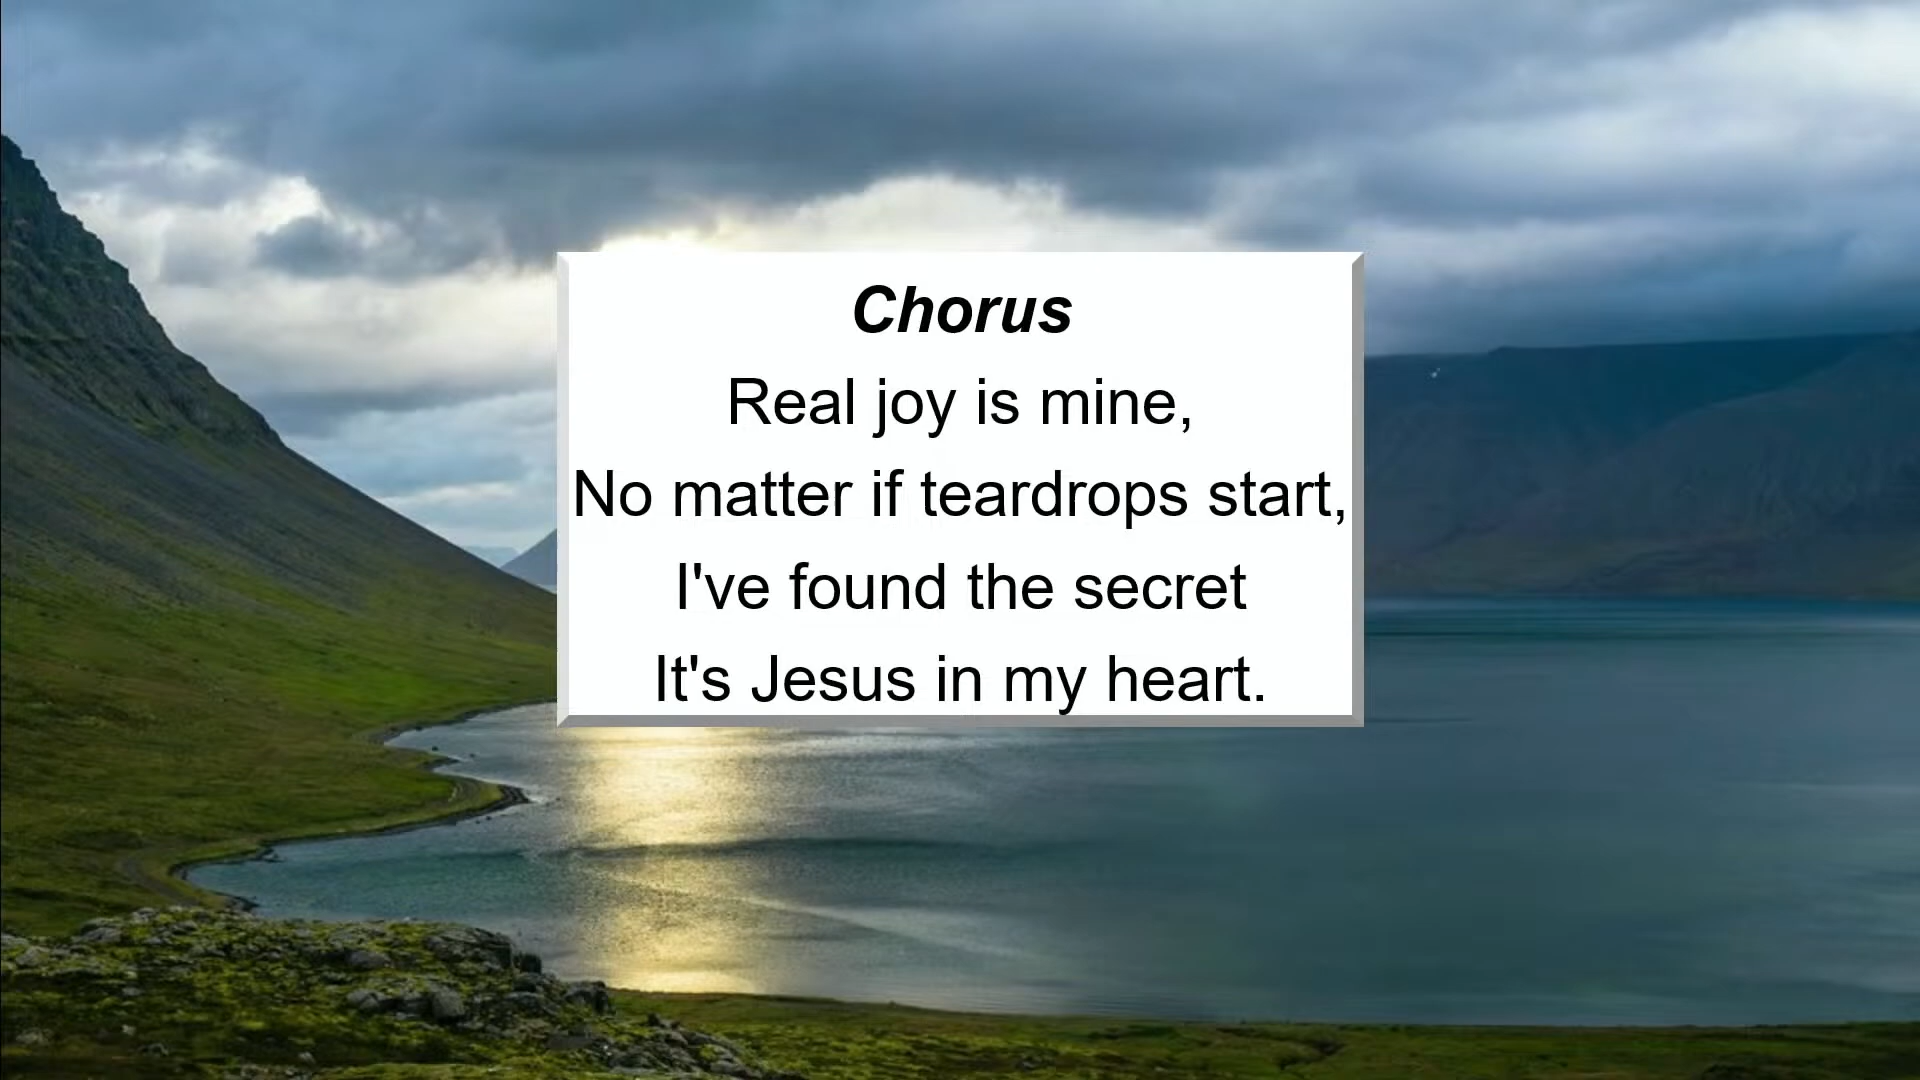 Chorus
Real joy is mine,
No matter if teardrops start,
I've found the secret
It's Jesus in my heart.